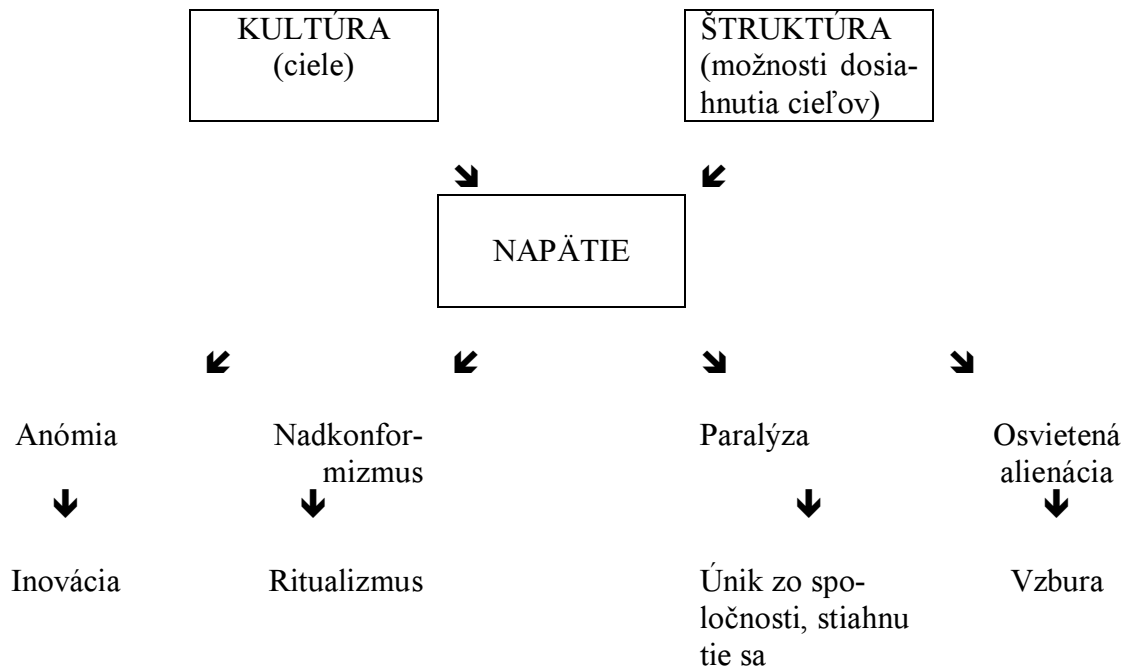 KULTÚRA
(ciele)
ŠTRUKTÚRA
(možnosti dosia-
hnutia cieľov)
NAPÄTIE
Anómia
Nadkonfor-
mizmus
Paralýza
Osvietená
alienácia
Inovácia
Ritualizmus
Únik zo spo-
ločnosti, stiahnu
tie sa
Vzbura